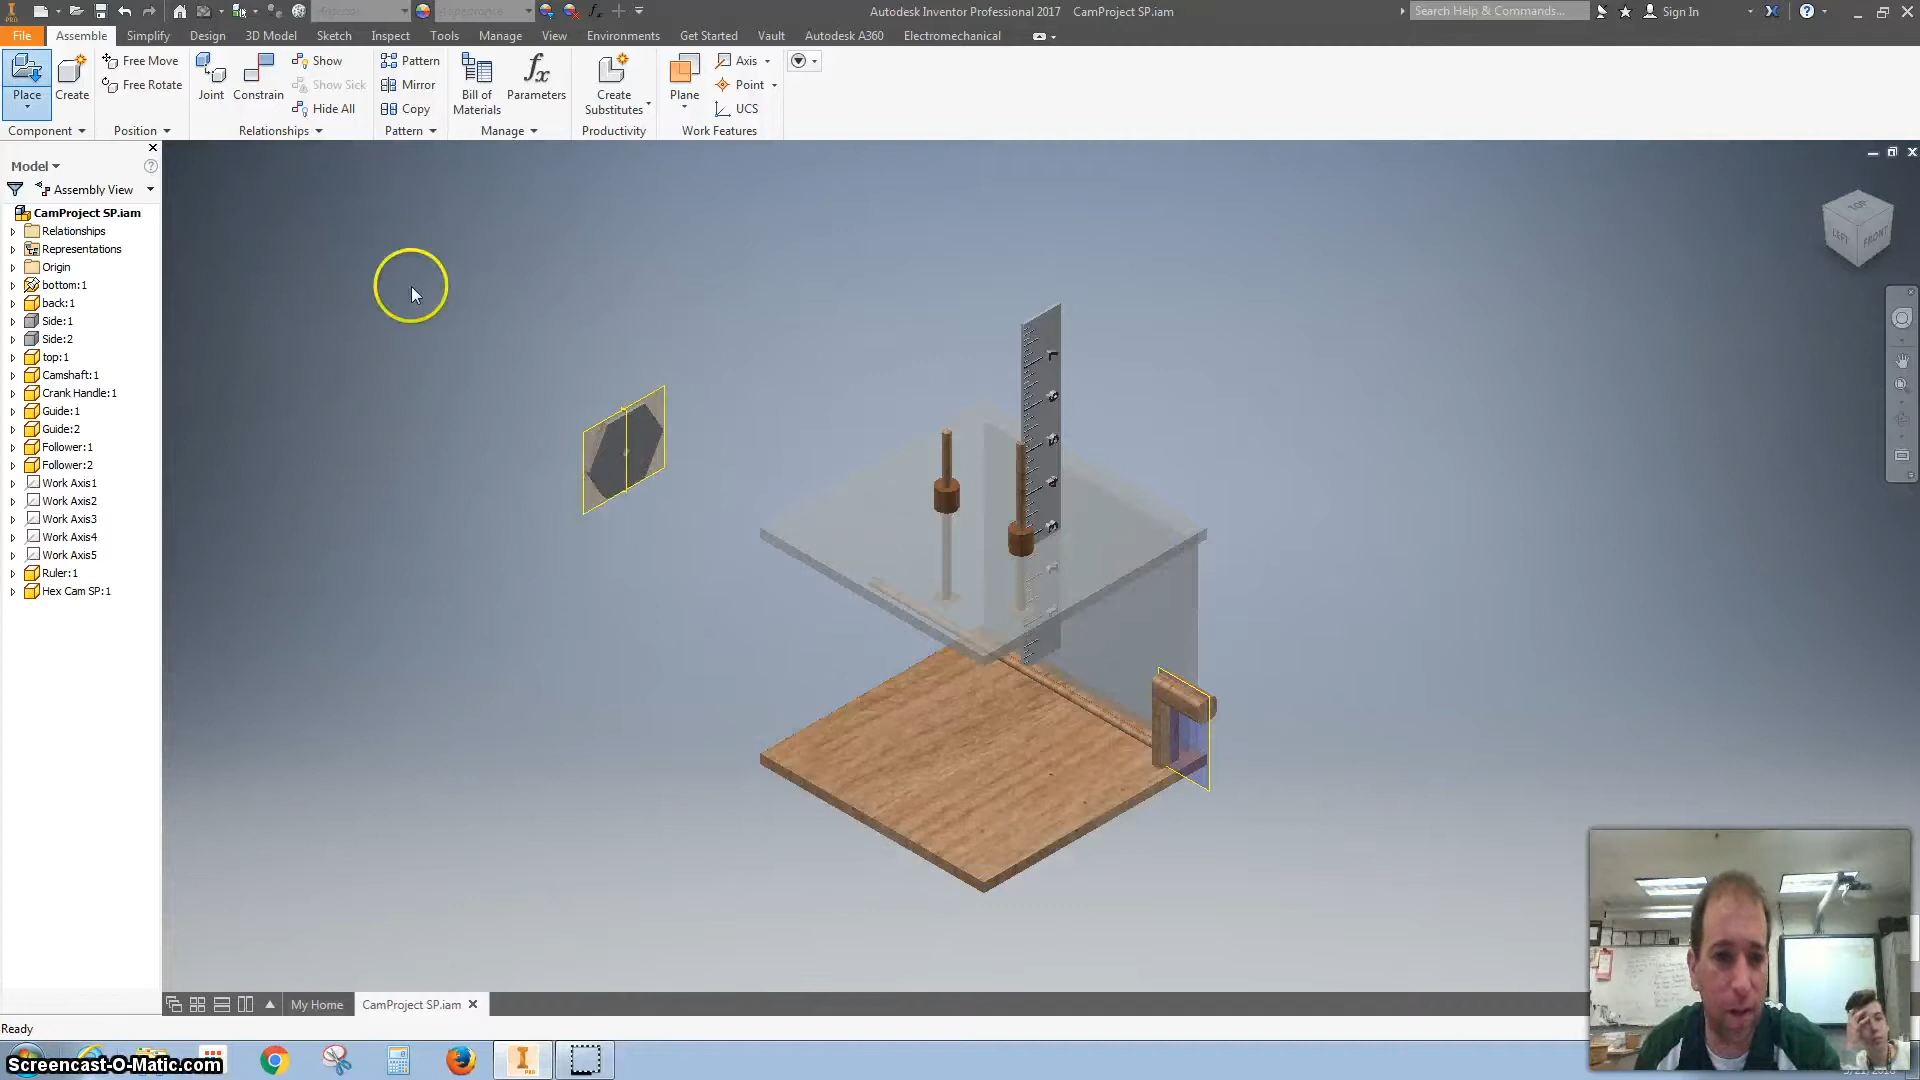 Autodesk Inventor Professional 2017 CamProject SP.iam
Search Help & Commands...
Sign In
Appearance
PRO
File
Assemble
Simplify
Design
3D Model
Sketch
Inspect
Tools
Manage
View
Environments
Get Started
Vault
Autodesk A360
Electromechanical
Place
Create
Free Move
Free Rotate
Joint
Constrain
Show
Show Sick
Hide All
Pattern
Mirror
Copy
Bill of
Materials
Parameters
Create
Substitutes
Plane
Axis
Point
UCS
Component
Position
Relationships
Pattern
Manage
Productivity
Work Features
Model
Assembly View
CamProject SP.iam
Relationships
Representations
Origin
bottom:1
back:1
Side:1
Side:2
top:1
Camshaft:1
Crank Handle:1
Guide:1
Guide:2
Follower:1
Follower:2
Work Axis1
Work Axis2
Work Axis3
Work Axis4
Work Axis5
Ruler:1
Hex Cam SP:1
TOP
LEFT
FRONT
My Home
CamProject SP.iam
Ready
Screencast-O-Matic.com